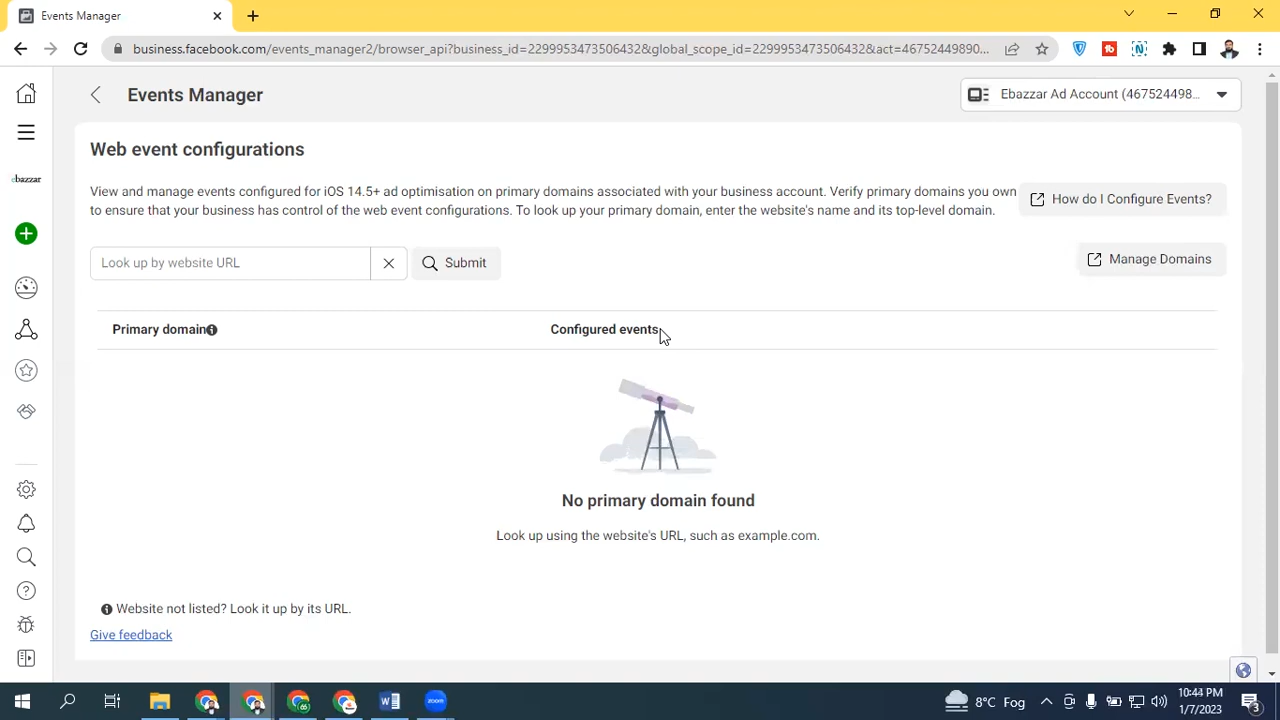 Events Manager
business.facebook.com/events_manager2/browser_api?business_id=2299953473506432&global_scope_id=2299953473506432&act=46752449890...
Events Manager
Ebazzar Ad Account (467524498...
Web event configurations
View and manage events configured for iOS 14.5+ ad optimisation on primary domains associated with your business account. Verify primary domains you own
to ensure that your business has control of the web event configurations. To look up your primary domain, enter the website's name and its top-level domain.
How do I Configure Events?
ebazzar
Look up by website URL
Submit
Manage Domains
Primary domain
Configured events
No primary domain found
Look up using the website's URL, such as example.com.
Website not listed? Look it up by its URL.
Give feedback
zoom
8°C Fog
10:44 PM
1/7/2023
3